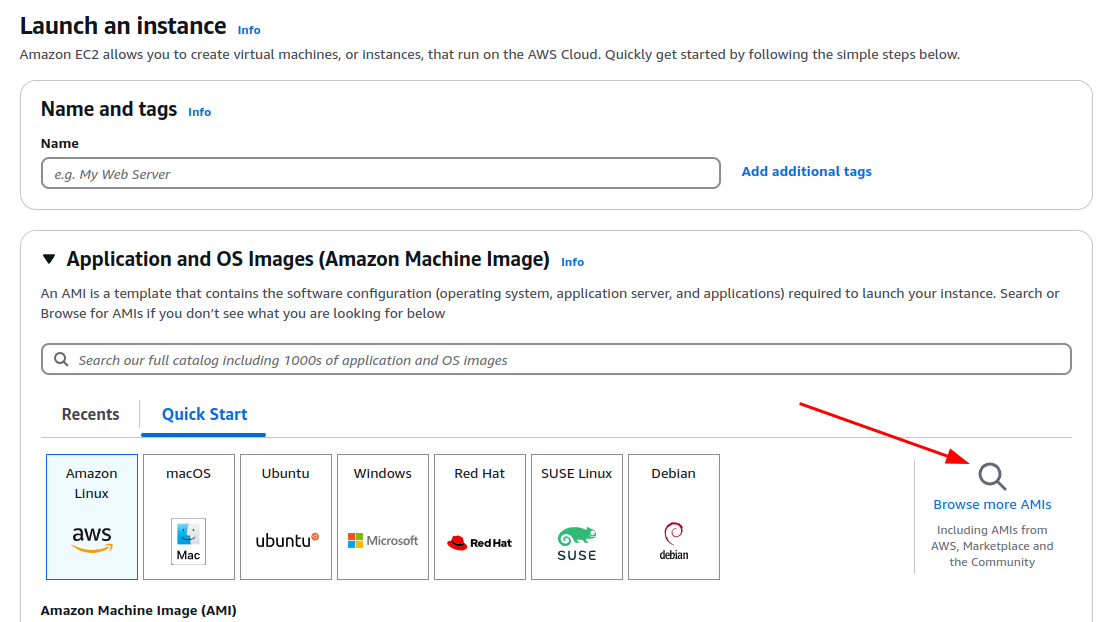 Launch an instance Info
Amazon EC2 allows you to create virtual machines, or instances, that run on the AWS Cloud. Quickly get started by following the simple steps below.
Name and tags Info
Name
e.g. My Web Server
Add additional tags
Application and OS Images (Amazon Machine Image) Info
An AMI is a template that contains the software configuration (operating system, application server, and applications) required to launch your instance. Search or
Browse for AMIs if you don’t see what you are looking for below
Search our full catalog including 1000s of application and OS images
Recents
Quick Start
Amazon
Linux
aws
macOS
Mac
Ubuntu
ubuntu
Windows
Microsoft
Red Hat
Red Hat
SUSE Linux
SUSE
Debian
debian
Browse more AMIs
Including AMIs from
AWS, Marketplace and
the Community
Amazon Machine Image (AMI)